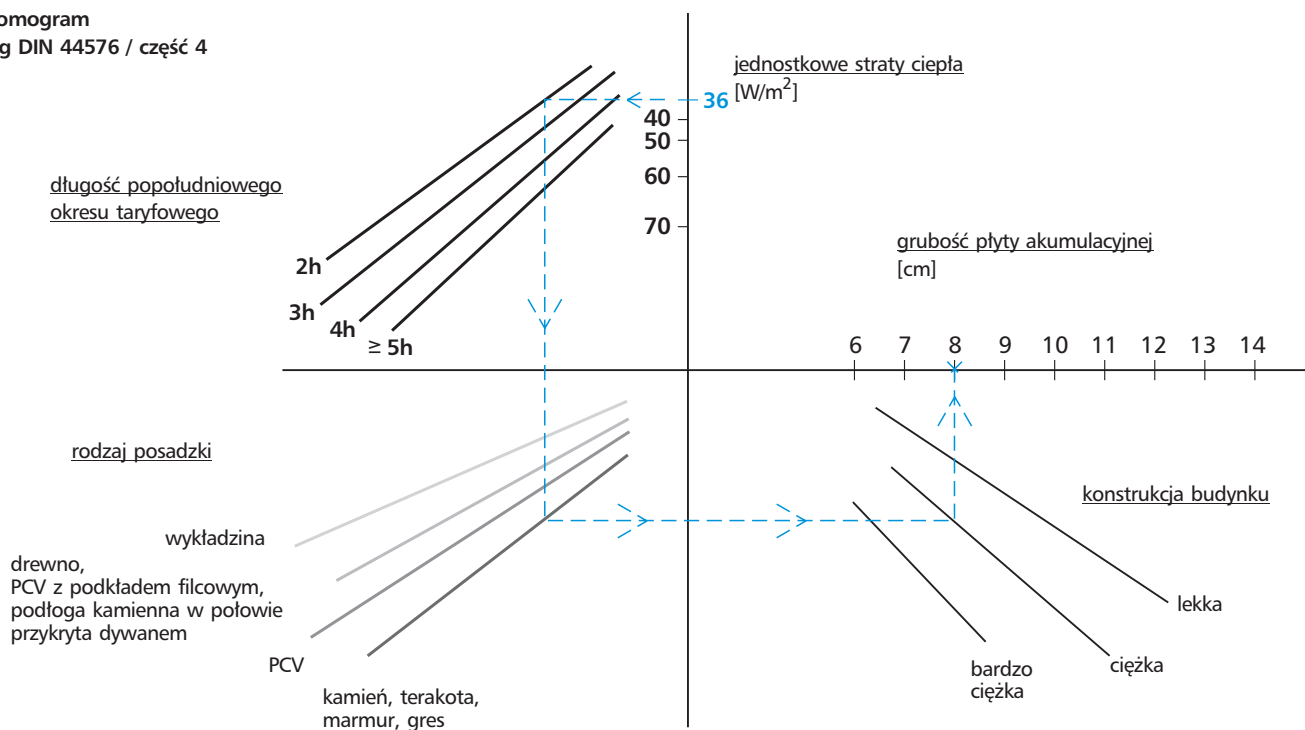 omogram
g DIN 44576 / część 4
jednostkowe straty ciepła
[W/m²]
36
40
50
60
70
długość popołudniowego
okresu taryfowego
2h
3h
4h
≥ 5h
grubość płyty akumulacyjnej
[cm]
6 7 8 9 10 11 12 13 14
rodzaj posadzki
wykładzina
drewno,
PCV z podkładem filcowym,
podłoga kamienna w połowie
przykryta dywanem
PCV
kamień, terakota,
marmur, gres
konstrukcja budynku
lekka
ciężka
bardzo
ciężka